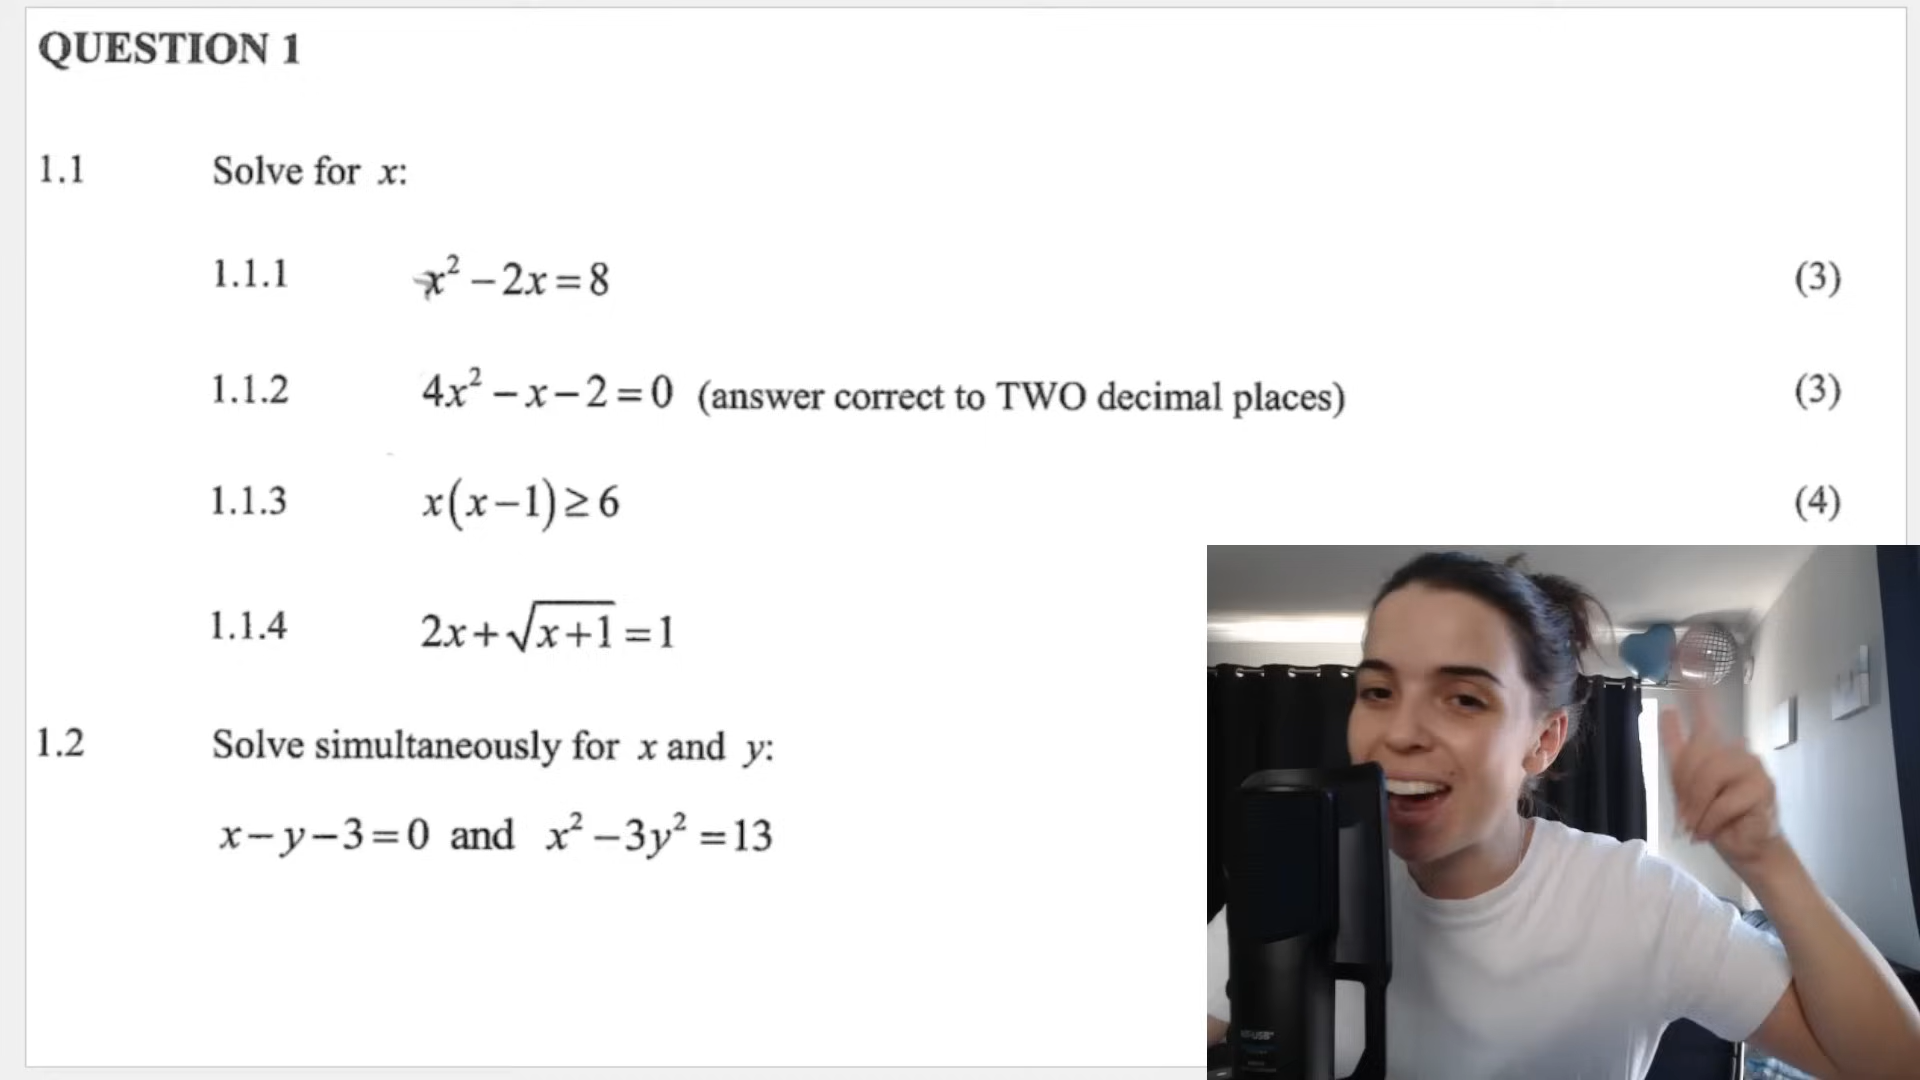 QUESTION 1
1.1 Solve for x:
1.1.1 x² − 2x = 8 (3)
1.1.2 4x² − x − 2 = 0 (answer correct to TWO decimal places) (3)
1.1.3 x(x−1) ≥ 6 (4)
1.1.4 2x + √(x+1) = 1
1.2 Solve simultaneously for x and y:
x − y − 3 = 0 and x² − 3y² = 13